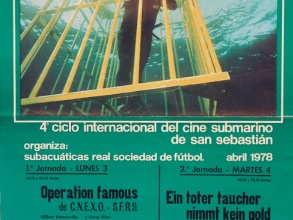 4º ciclo internacional del cine submarino
de san sebastián
organiza:
subacuáticas real sociedad de fútbol. abril 1978
1.ª Jornada - LUNES 3
2.ª Jornada - MARTES 4
Operation famous
de C.N.E.X.O. - S.F.R.S.
Ein toter taucher
nimmt kein gold